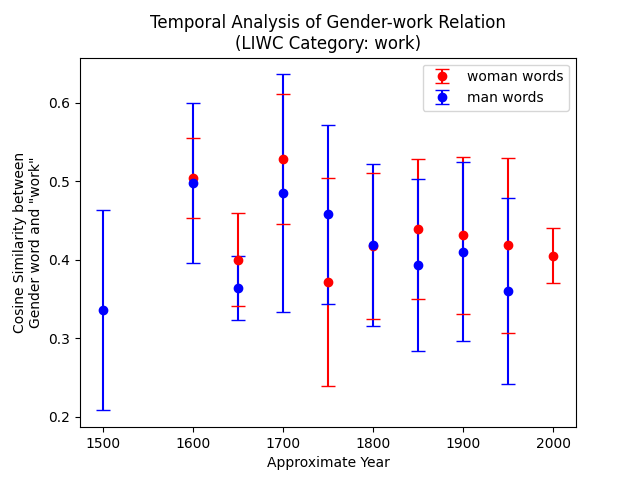 Temporal Analysis of Gender-work Relation
(LIWC Category: work)
woman words
man words
Cosine Similarity between
Gender word and "work"
0.6
0.5
0.4
0.3
0.2
1500
1600
1700
1800
1900
2000
Approximate Year